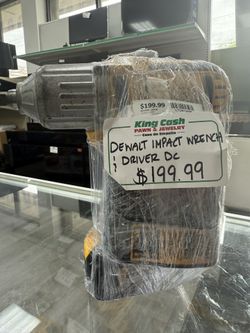 $199.99
King Cash
PAWN & JEWELRY
Casa de Empeño
DEWALT IMPACT WRENCH
& DRIVER DC
$199.99